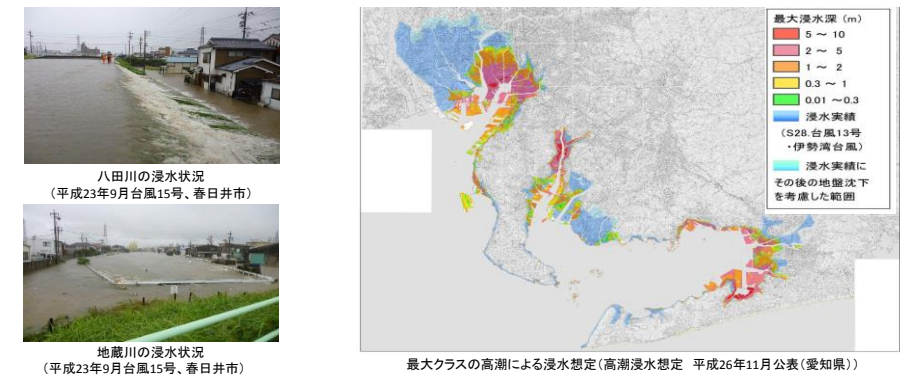 八田川の浸水状況
（平成23年9月台風15号、春日井市）
地蔵川の浸水状況
（平成23年9月台風15号、春日井市）
最大浸水深（m）
5 ～ 10
2 ～ 5
1 ～ 2
0.3 ～ 1
0.01 ～0.3
浸水実績
（S28.台風13号
・伊勢湾台風）
浸水実績に
その後の地盤沈下
を考慮した範囲
最大クラスの高潮による浸水想定（高潮浸水想定　平成26年11月公表（愛知県））